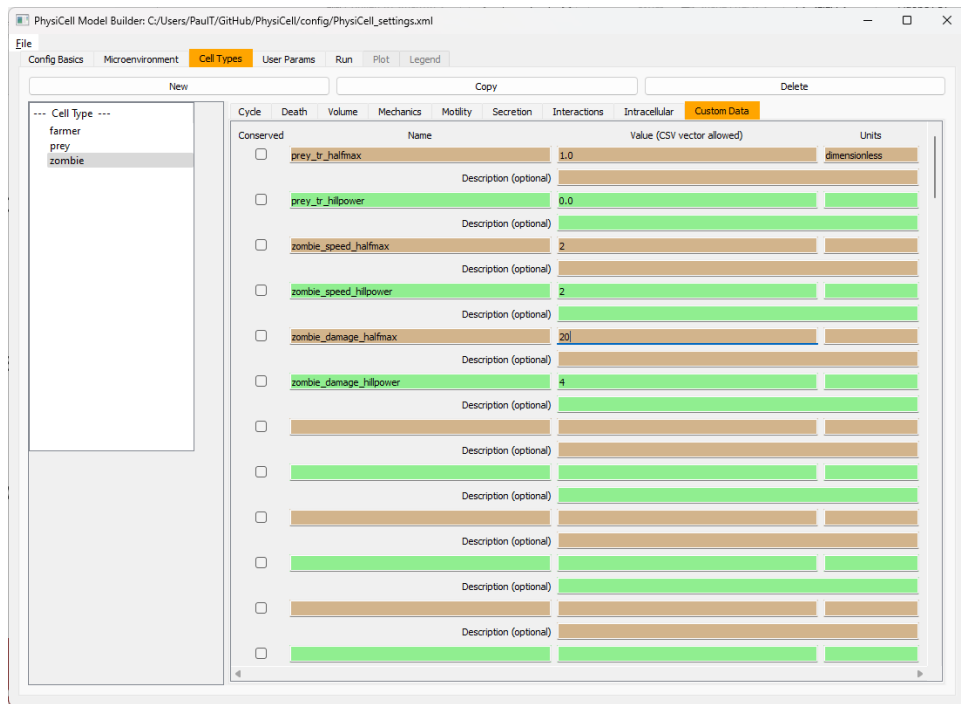 PhysiCell Model Builder: C:/Users/PaulT/GitHub/PhysiCell/config/PhysiCell_settings.xml
File
Config Basics Microenvironment Cell Types User Params Run Plot Legend
New Copy Delete
--- Cell Type ---
farmer
prey
zombie
Cycle Death Volume Mechanics Motility Secretion Interactions Intracellular Custom Data
Conserved Name Value (CSV vector allowed) Units
prey_tr_halfmax 1.0 dimensionless
Description (optional)
prey_tr_hillpower 0.0
Description (optional)
zombie_speed_halfmax 2
Description (optional)
zombie_speed_hillpower 2
Description (optional)
zombie_damage_halfmax 20
Description (optional)
zombie_damage_hillpower 4
Description (optional)
Description (optional)
Description (optional)
Description (optional)
Description (optional)
Description (optional)